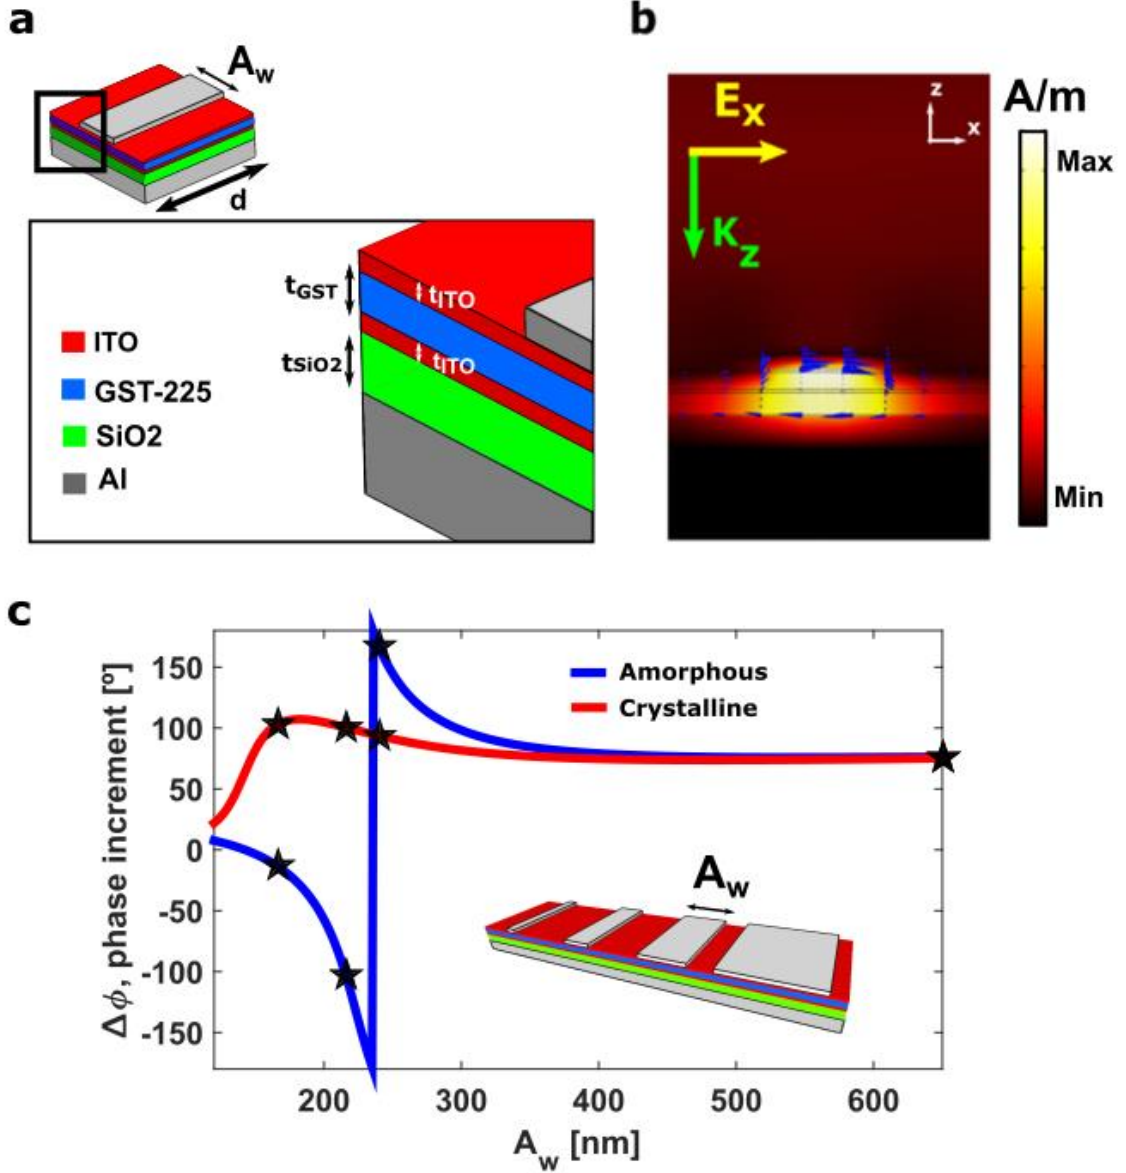 a
A_w
d
t_GST
t_ITO
t_SiO2
t_ITO
ITO
GST-225
SiO2
Al
b
E_x
K_z
z
x
A/m
Max
Min
c
Δϕ, phase increment [º]
150
100
50
0
-50
-100
-150
Amorphous
Crystalline
A_w
200
300
400
500
600
A_w [nm]